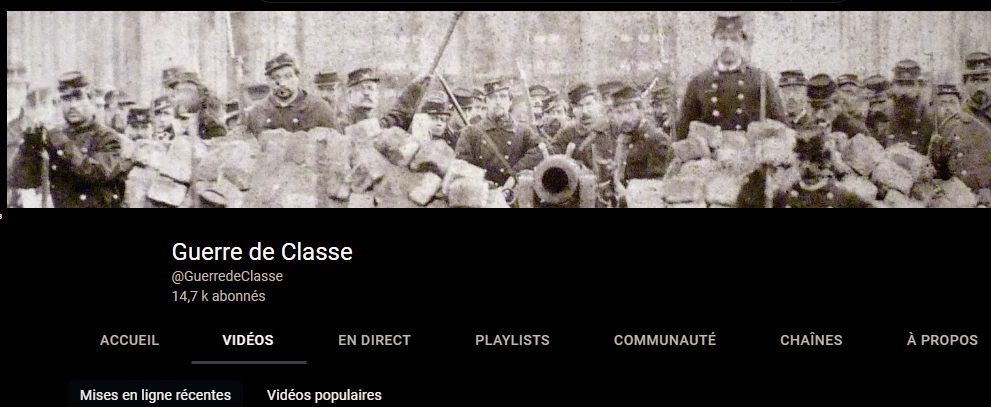 Guerre de Classe
@GuerredeClasse
14,7 k abonnés
ACCUEIL VIDÉOS EN DIRECT PLAYLISTS COMMUNAUTÉ CHAÎNES À PROPOS
Mises en ligne récentes Vidéos populaires